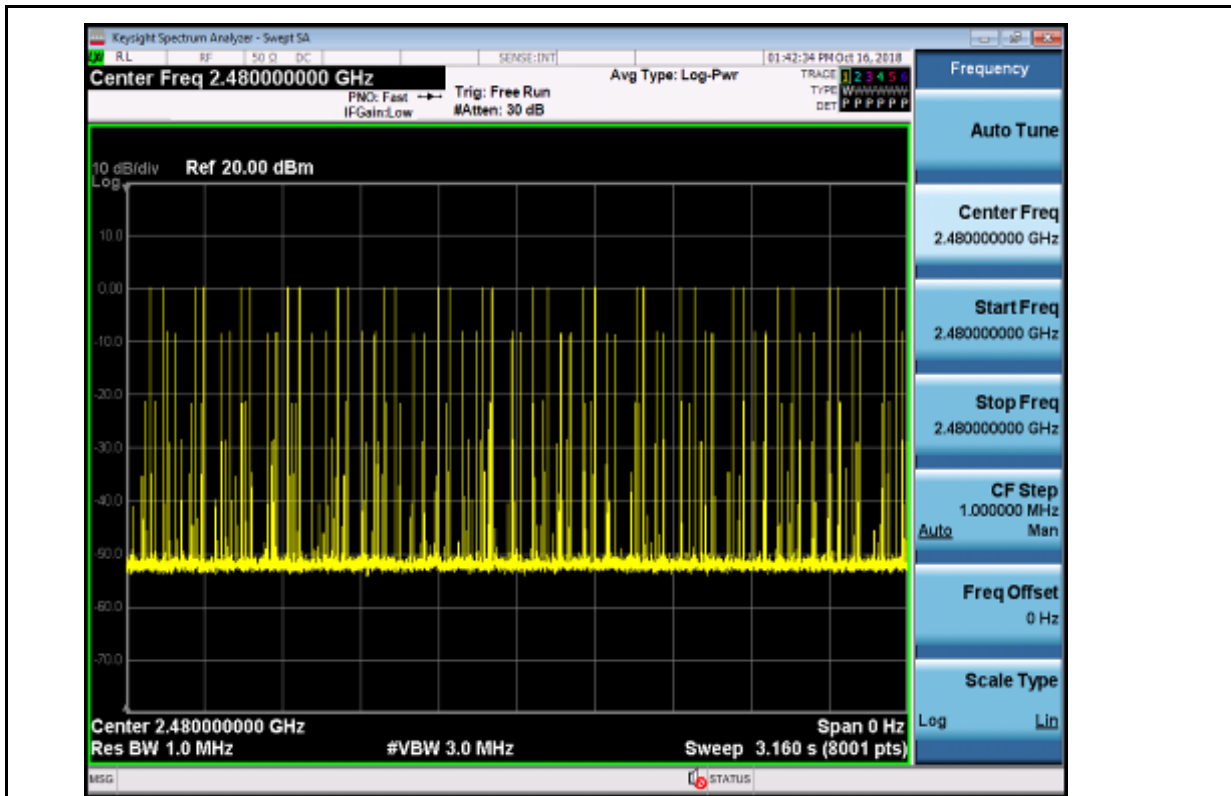 Keysight Spectrum Analyzer - Swept SA
RL RF 50 Ω DC SENSE:INT 01:42:34 PM Oct 16, 2018
Center Freq 2.480000000 GHz
Avg Type: Log-Pwr
TRACE 1 2 3 4 5 6
PNO: Fast
Trig: Free Run
TYPE WWWWWW
IFGain:Low
#Atten: 30 dB
DET P P P P P P
10 dB/div Ref 20.00 dBm
Log
10.0
0.00
-10.0
-20.0
-30.0
-40.0
-50.0
-60.0
-70.0
Center 2.480000000 GHz Span 0 Hz
Res BW 1.0 MHz #VBW 3.0 MHz Sweep 3.160 s (8001 pts)
MSG STATUS
Frequency
Auto Tune
Center Freq
2.480000000 GHz
Start Freq
2.480000000 GHz
Stop Freq
2.480000000 GHz
CF Step
1.000000 MHz
Auto Man
Freq Offset
0 Hz
Scale Type
Log Lin